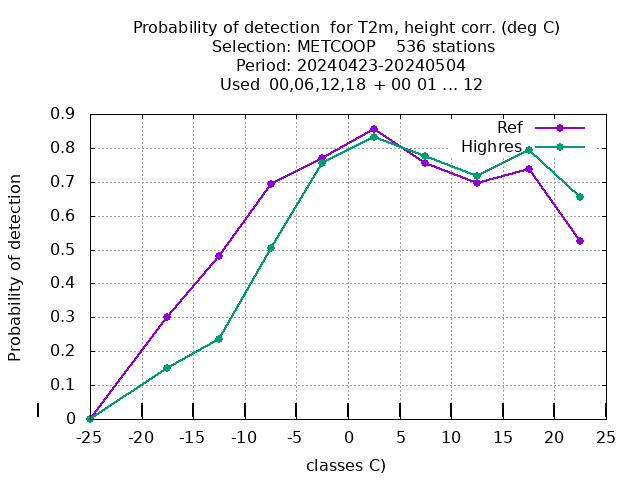 Probability of detection  for T2m, height corr. (deg C)
Selection: METCOOP    536 stations
Period: 20240423-20240504
Used  00,06,12,18  + 00 01 ... 12
Ref
Highres
Probability of detection
0.9
0.8
0.7
0.6
0.5
0.4
0.3
0.2
0.1
0
-25 -20 -15 -10 -5 0 5 10 15 20 25
classes C)